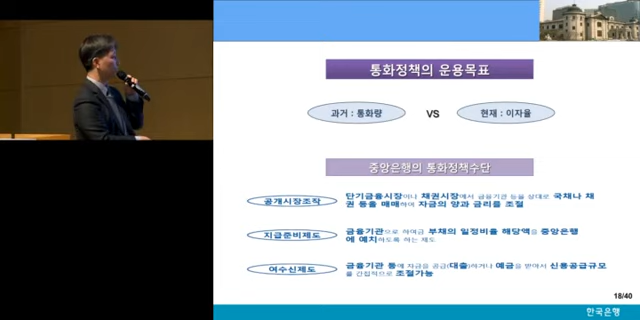 통화정책의 운용목표
과거 : 통화량 VS 현재 : 이자율
중앙은행의 통화정책수단
공개시장조작
단기금융시장이나 채권시장에서 금융기관 등을 상대로 국채나 채
권 등을 매매하여 자금의 양과 금리를 조절
지급준비제도
금융기관으로 하여금 부채의 일정비율 해당액을 중앙은행
에 예치하도록 하는 제도
여수신제도
금융기관 등에 자금을 공급(대출)하거나 예금을 받아서 신용공급규모
를 간접적으로 조절가능
18/40
한국은행